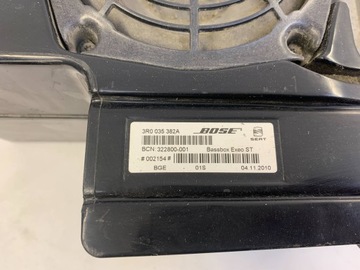 3R0 035 382A BOSE SEAT
BCN: 322800-001 Bassbox Exeo ST
# 002154 #
BGE 01S 04.11.2010